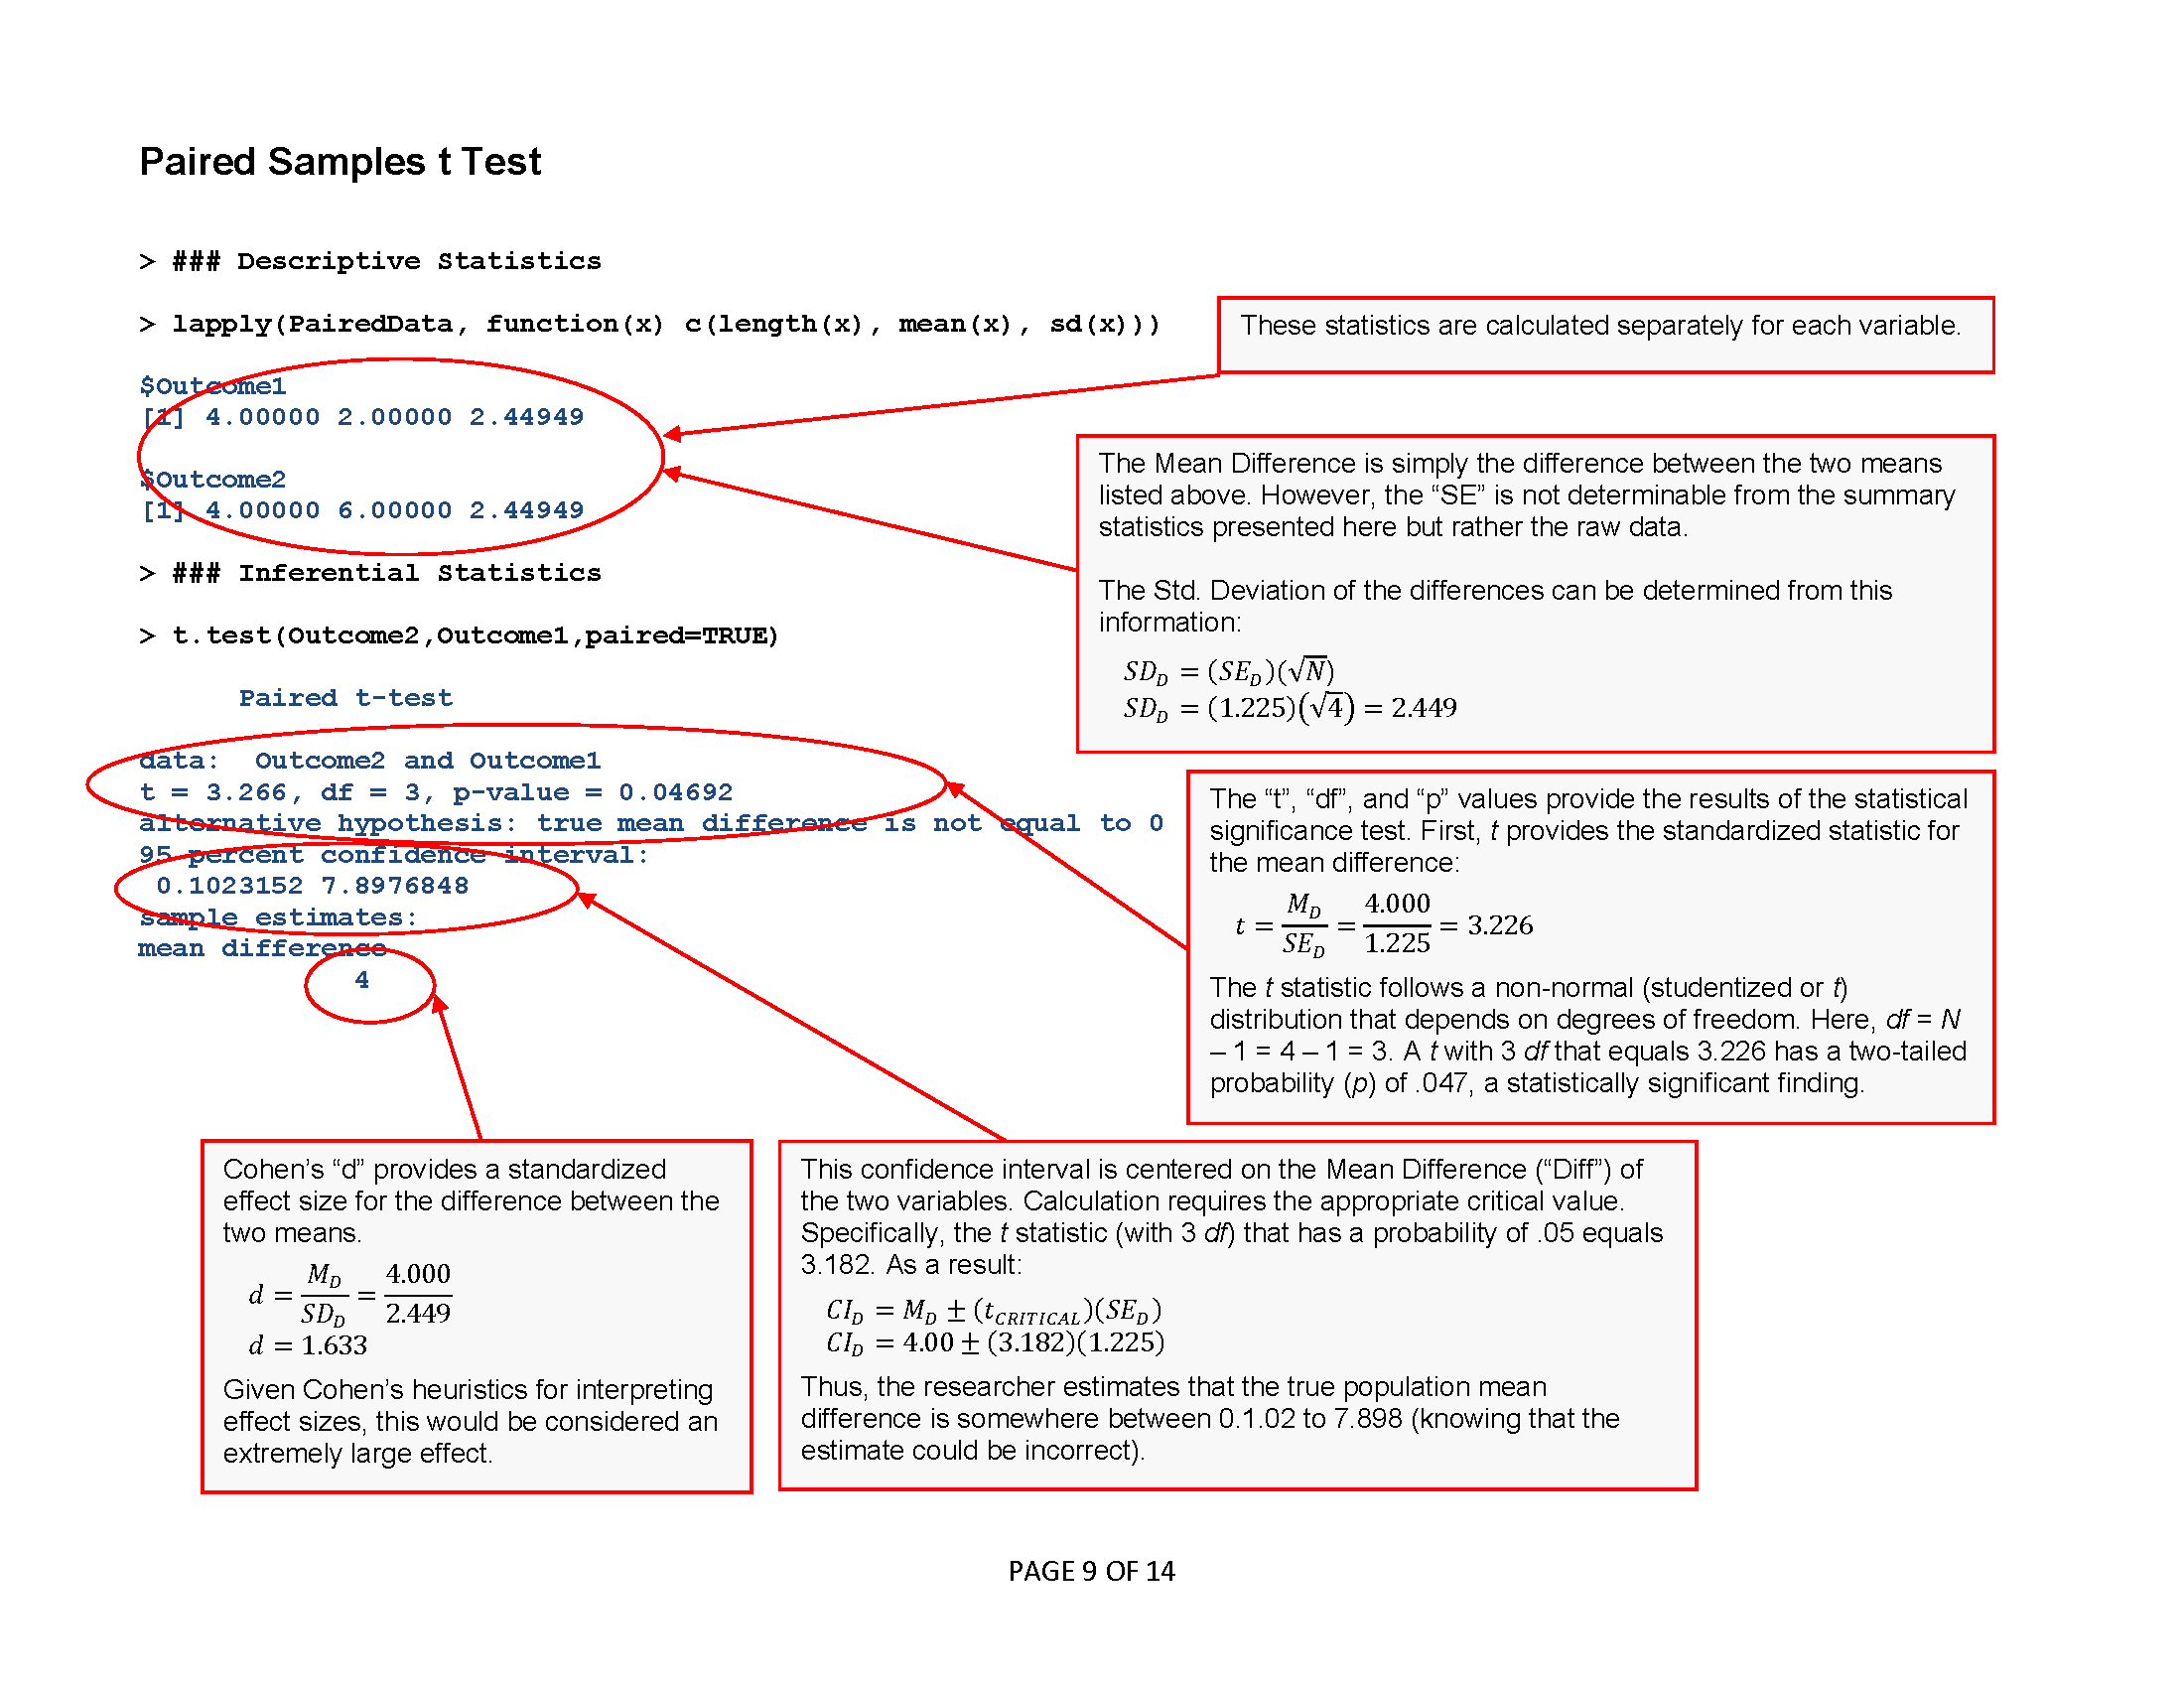 Paired Samples t Test
> ### Descriptive Statistics
> lapply(PairedData, function(x) c(length(x), mean(x), sd(x)))
$Outcome1
[1] 4.00000 2.00000 2.44949
$Outcome2
[1] 4.00000 6.00000 2.44949
> ### Inferential Statistics
> t.test(Outcome2,Outcome1,paired=TRUE)
Paired t-test
data:  Outcome2 and Outcome1
t = 3.266, df = 3, p-value = 0.04692
alternative hypothesis: true mean difference is not equal to 0
95 percent confidence interval:
0.1023152 7.8976848
sample estimates:
mean difference
4
These statistics are calculated separately for each variable.
The Mean Difference is simply the difference between the two means
listed above. However, the “SE” is not determinable from the summary
statistics presented here but rather the raw data.
The Std. Deviation of the differences can be determined from this
information:
SD_D = (SE_D)(√N)
SD_D = (1.225)(√4) = 2.449
The “t”, “df”, and “p” values provide the results of the statistical
significance test. First, t provides the standardized statistic for
the mean difference:
t = M_D / SE_D = 4.000 / 1.225 = 3.226
The t statistic follows a non-normal (studentized or t)
distribution that depends on degrees of freedom. Here, df = N
– 1 = 4 – 1 = 3. A t with 3 df that equals 3.226 has a two-tailed
probability (p) of .047, a statistically significant finding.
Cohen’s “d” provides a standardized
effect size for the difference between the
two means.
d = M_D / SD_D = 4.000 / 2.449
d = 1.633
Given Cohen’s heuristics for interpreting
effect sizes, this would be considered an
extremely large effect.
This confidence interval is centered on the Mean Difference (“Diff”) of
the two variables. Calculation requires the appropriate critical value.
Specifically, the t statistic (with 3 df) that has a probability of .05 equals
3.182. As a result:
CI_D = M_D ± (t_CRITICAL)(SE_D)
CI_D = 4.00 ± (3.182)(1.225)
Thus, the researcher estimates that the true population mean
difference is somewhere between 0.1.02 to 7.898 (knowing that the
estimate could be incorrect).
PAGE 9 OF 14